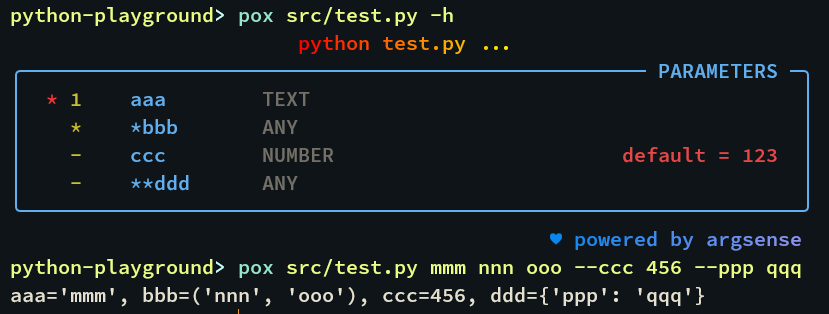 python-playground> pox src/test.py -h
python test.py ...
PARAMETERS
* 1 aaa TEXT
* *bbb ANY
- ccc NUMBER default = 123
- **ddd ANY
♥ powered by argsense
python-playground> pox src/test.py mmm nnn ooo --ccc 456 --ppp qqq
aaa='mmm', bbb=('nnn', 'ooo'), ccc=456, ddd={'ppp': 'qqq'}